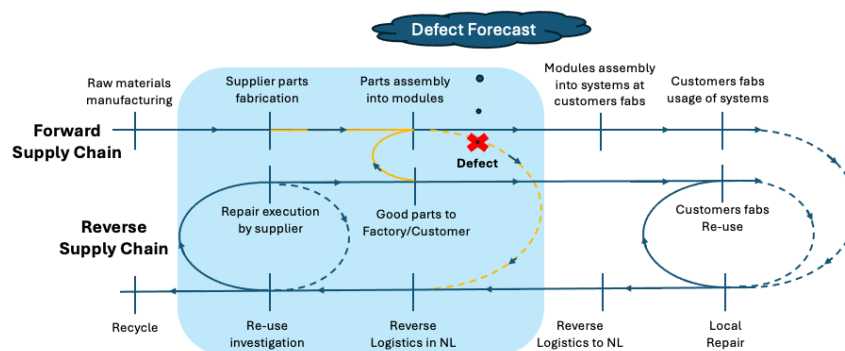 Defect Forecast
Raw materials
manufacturing
Supplier parts
fabrication
Parts assembly
into modules
Modules assembly
into systems at
customers fabs
Customers fabs
usage of systems
Forward
Supply Chain
Defect
Repair execution
by supplier
Good parts to
Factory/Customer
Customers fabs
Re-use
Reverse
Supply Chain
Recycle
Re-use
investigation
Reverse
Logistics in NL
Reverse
Logistics to NL
Local
Repair